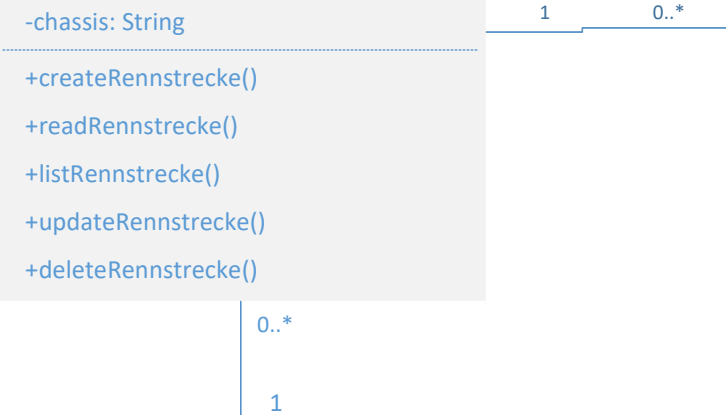 -chassis: String
1 0..*
+createRennstrecke()
+readRennstrecke()
+listRennstrecke()
+updateRennstrecke()
+deleteRennstrecke()
0..*
1